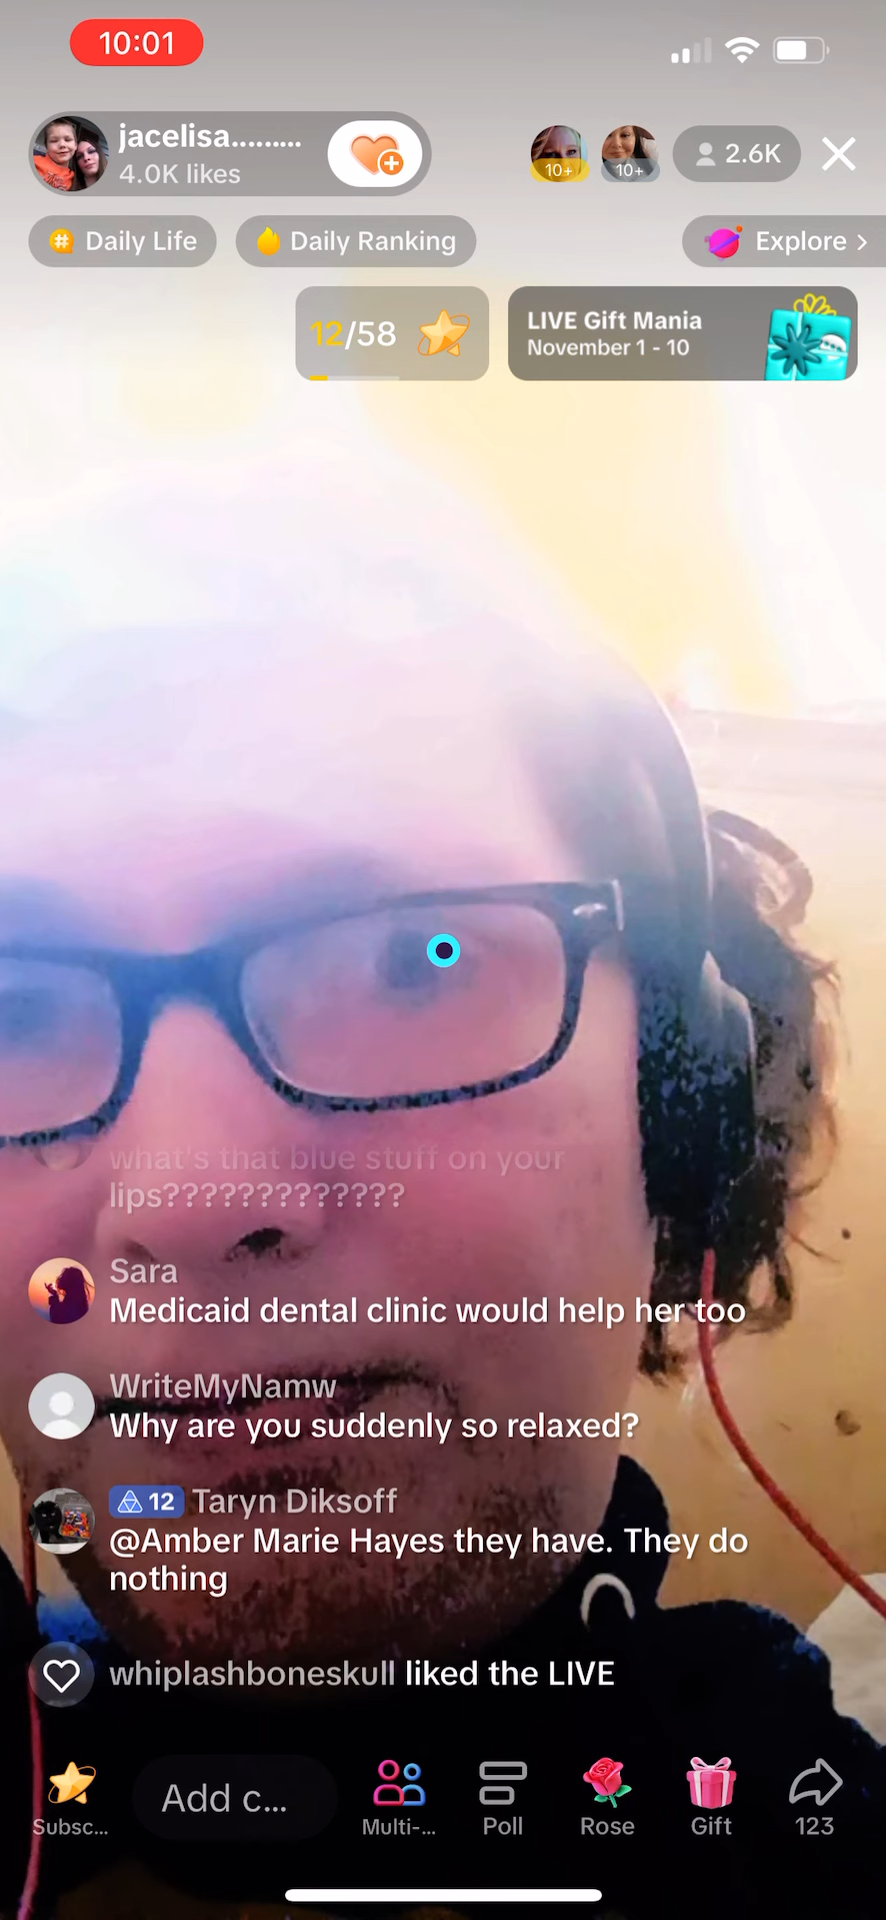 10:01
jacelisa.........
4.0K likes
10+
10+
2.6K
Daily Life
Daily Ranking
Explore >
12/58
LIVE Gift Mania
November 1 - 10
what's that blue stuff on your
lips?????????????
Sara
Medicaid dental clinic would help her too
WriteMyNamw
Why are you suddenly so relaxed?
12 Taryn Diksoff
@Amber Marie Hayes they have. They do
nothing
whiplashboneskull liked the LIVE
Add c...
Subsc...
Multi-...
Poll
Rose
Gift
123